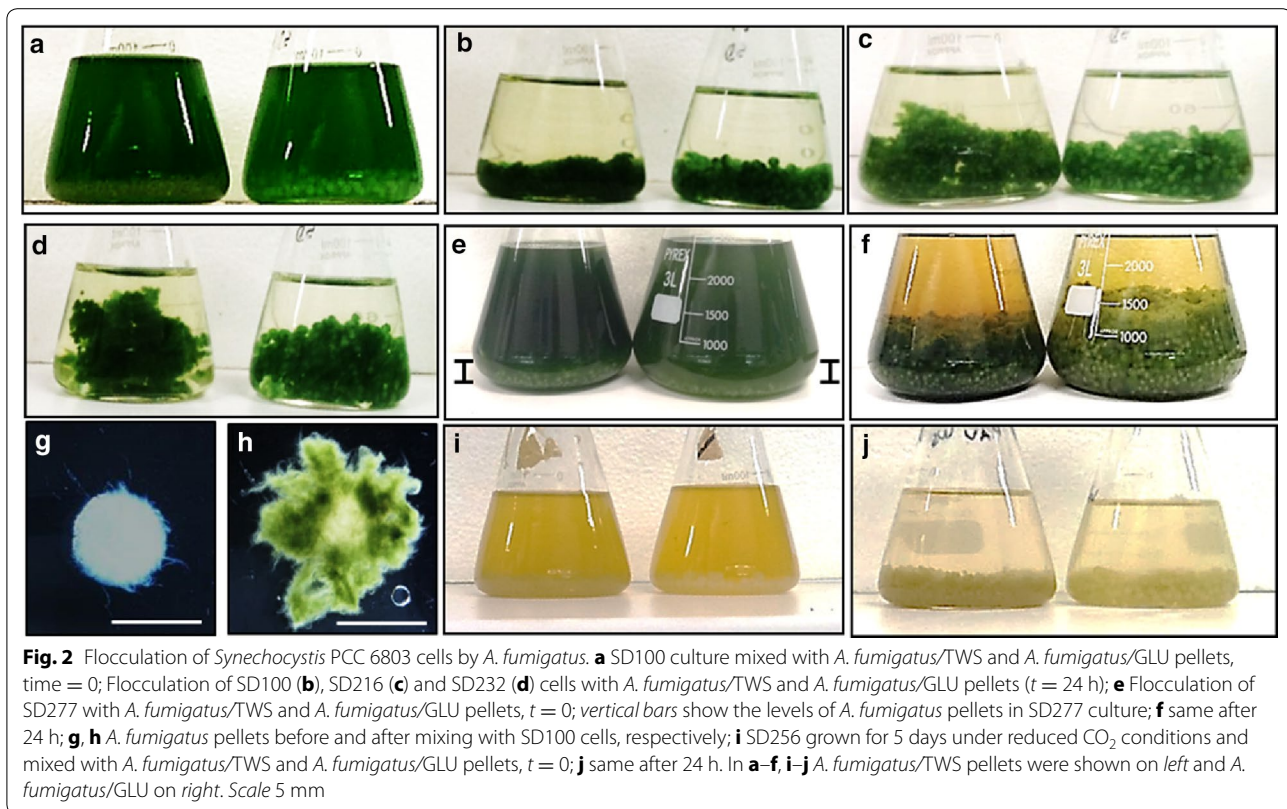 a
b
c
d
e
PYREX
3L
2000
1500
1000
f
PYREX
3L
2000
1500
1000
g
h
i
j
Fig. 2 Flocculation of Synechocystis PCC 6803 cells by A. fumigatus. a SD100 culture mixed with A. fumigatus/TWS and A. fumigatus/GLU pellets,
time = 0; Flocculation of SD100 (b), SD216 (c) and SD232 (d) cells with A. fumigatus/TWS and A. fumigatus/GLU pellets (t = 24 h); e Flocculation of
SD277 with A. fumigatus/TWS and A. fumigatus/GLU pellets, t = 0; vertical bars show the levels of A. fumigatus pellets in SD277 culture; f same after
24 h; g, h A. fumigatus pellets before and after mixing with SD100 cells, respectively; i SD256 grown for 5 days under reduced CO₂ conditions and
mixed with A. fumigatus/TWS and A. fumigatus/GLU pellets, t = 0; j same after 24 h. In a–f, i–j A. fumigatus/TWS pellets were shown on left and A.
fumigatus/GLU on right. Scale 5 mm